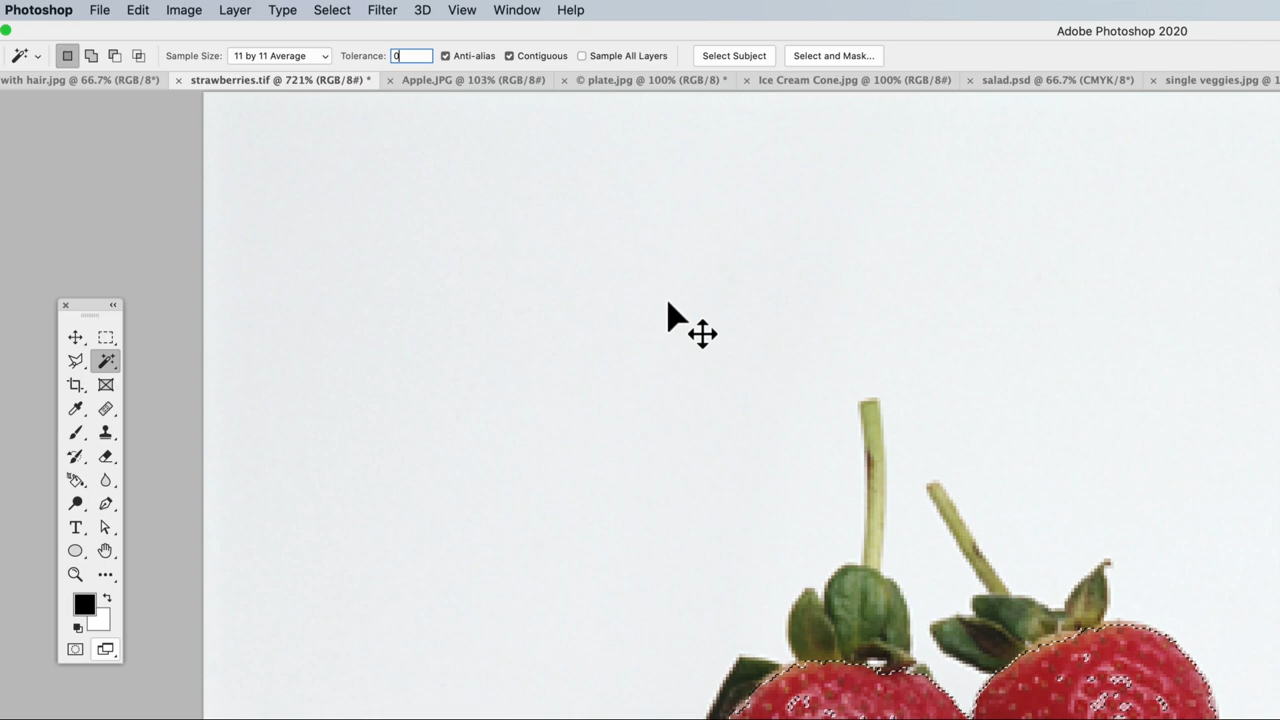 Photoshop File Edit Image Layer Type Select Filter 3D View Window Help
Adobe Photoshop 2020
Sample Size: 11 by 11 Average Tolerance: 0 Anti-alias Contiguous Sample All Layers Select Subject Select and Mask...
with hair.jpg @ 66.7% (RGB/8*) × strawberries.tif @ 721% (RGB/8#) * × Apple.JPG @ 103% (RGB/8#) × © plate.jpg @ 100% (RGB/8) * × Ice Cream Cone.jpg @ 100% (RGB/8#) × salad.psd @ 66.7% (CMYK/8*) × single veggies.jpg @ 1